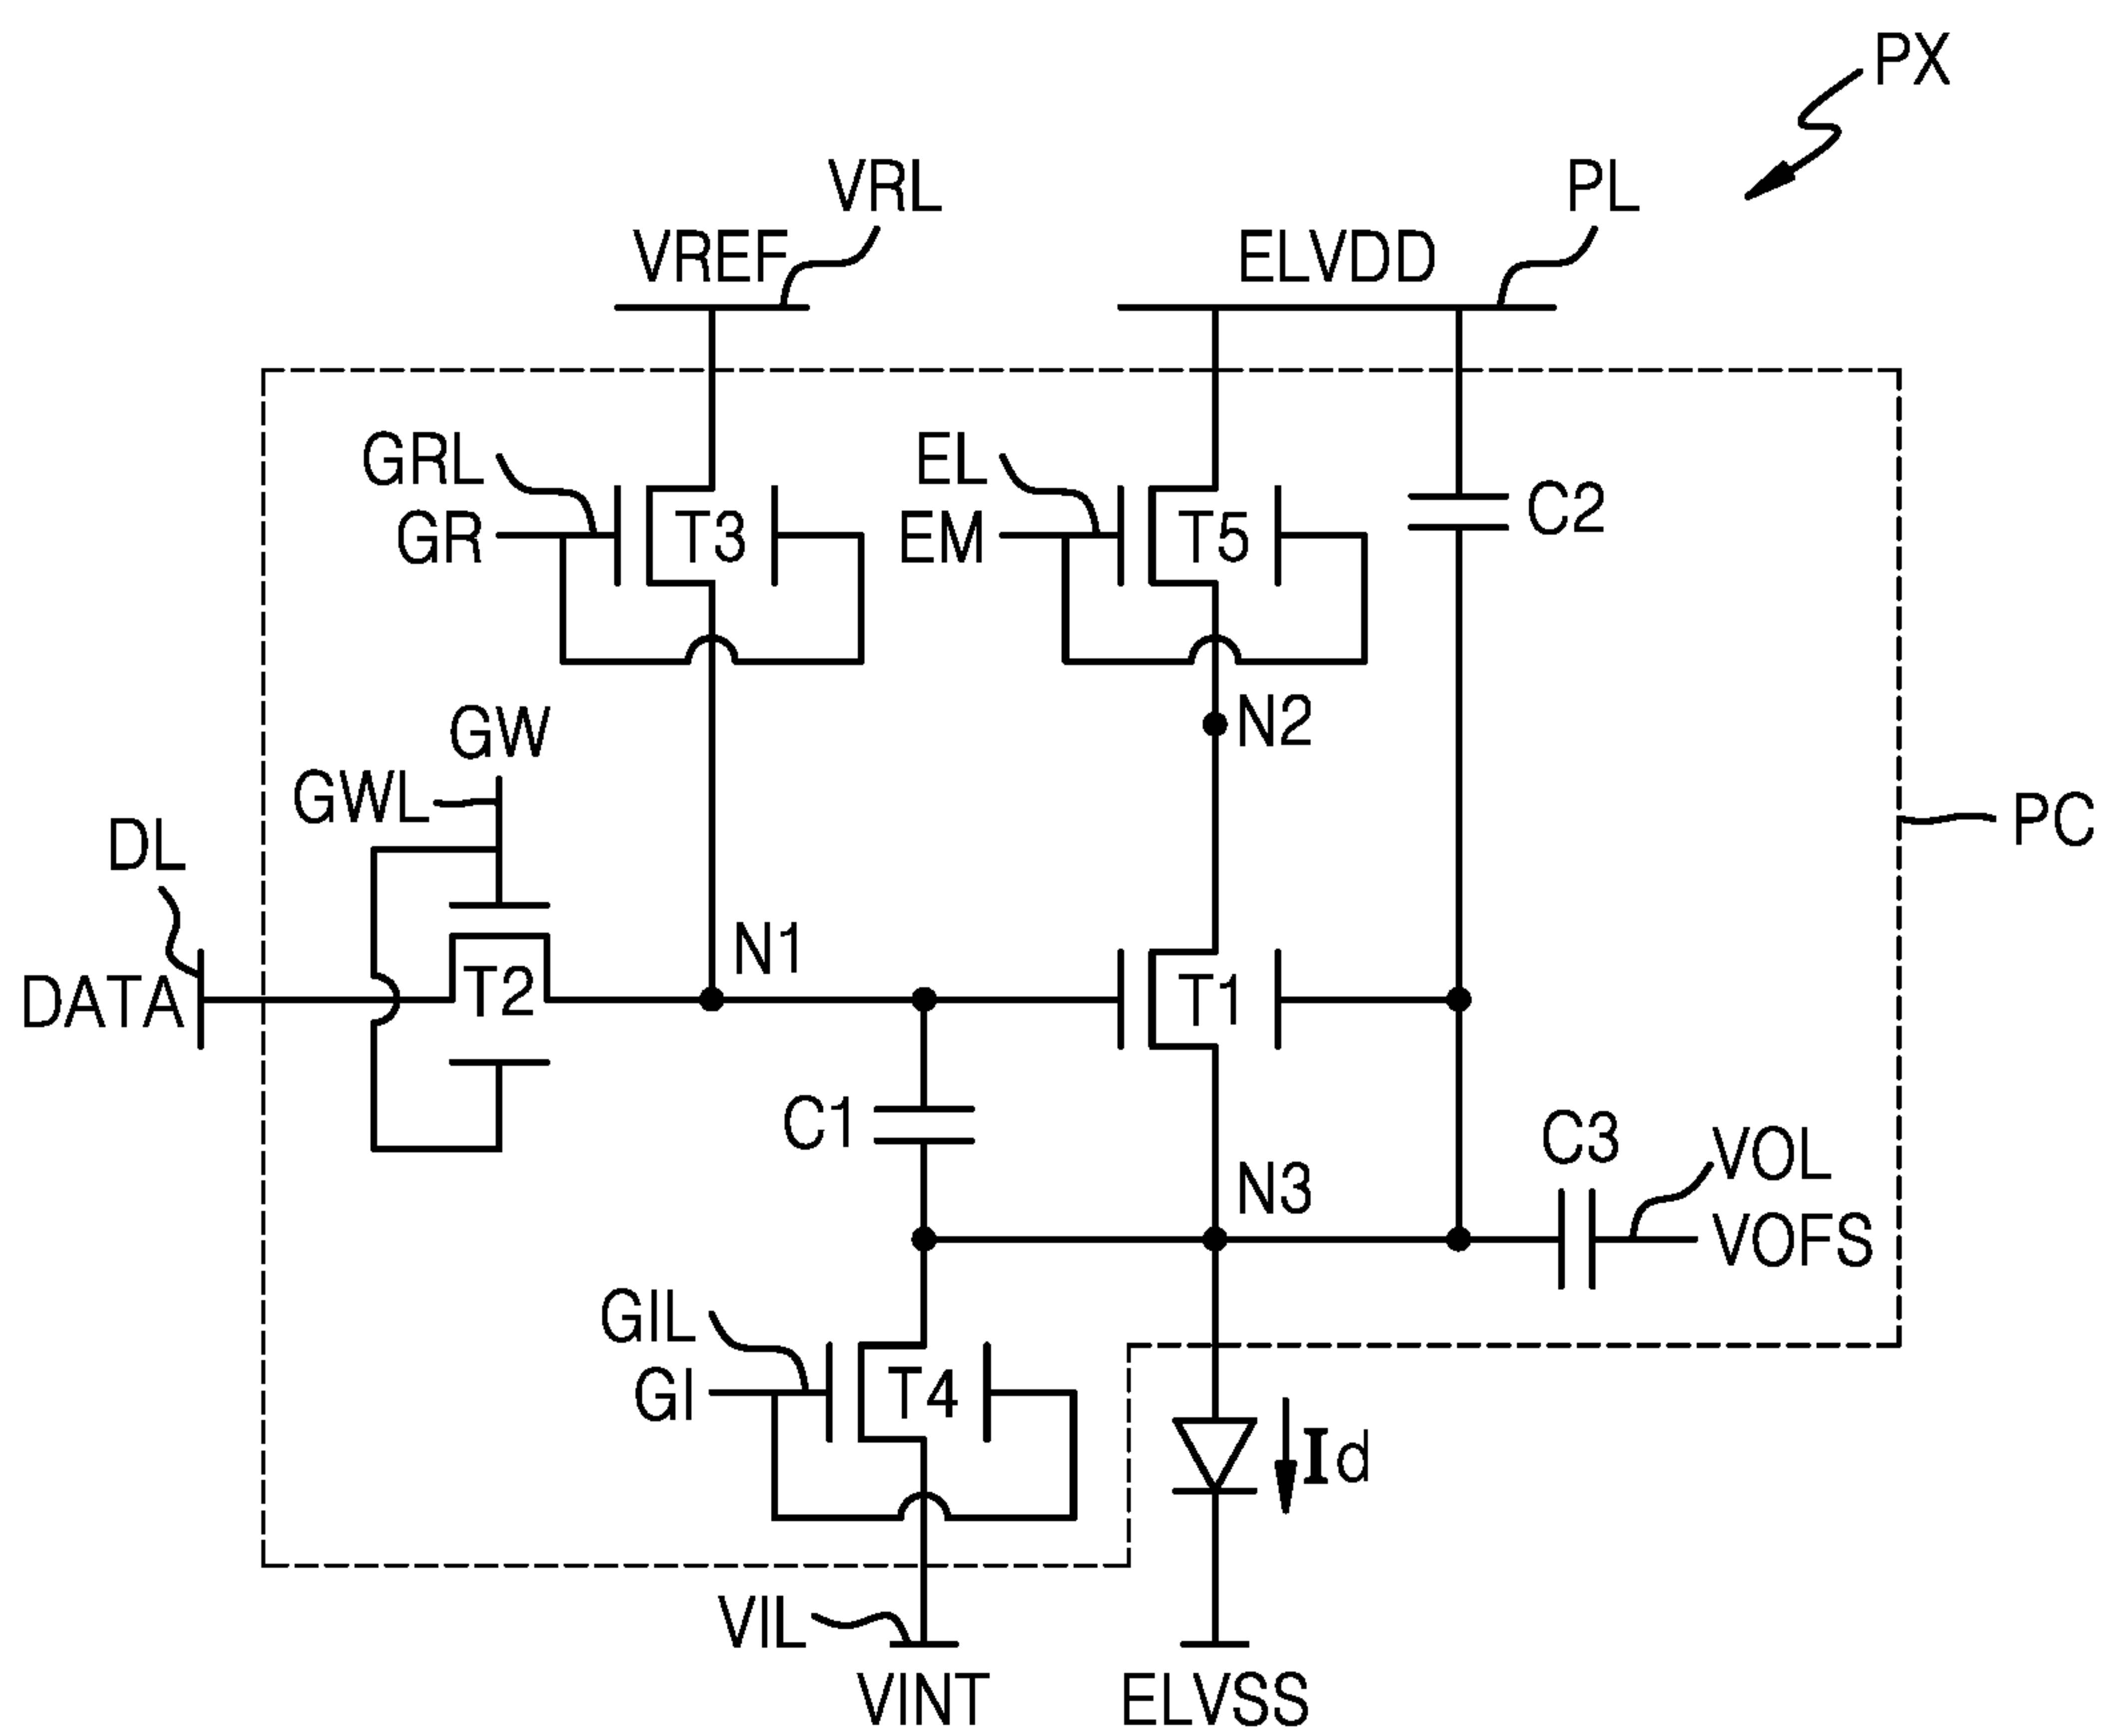 PX
VRL
PL
VREF
ELVDD
GRL
EL
C2
GR
T3
EM
T5
N2
GW
GWL
DL
PC
N1
DATA
T2
T1
C1
C3
VOL
N3
VOFS
GIL
GI
T4
Id
VIL
VINT
ELVSS